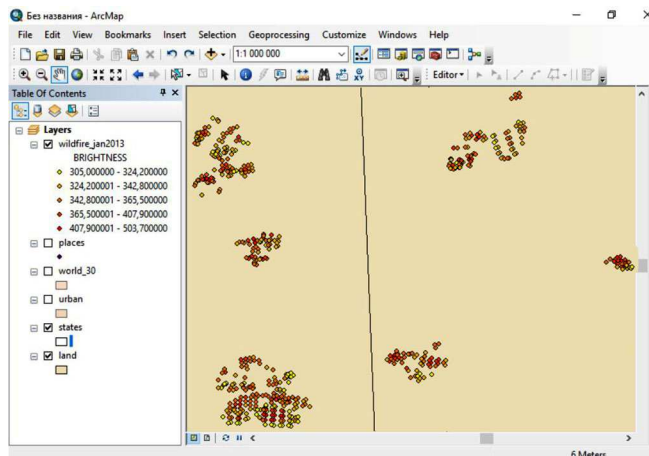 Без названия - ArcMap
File Edit View Bookmarks Insert Selection Geoprocessing Customize Windows Help
1:1 000 000
Editor
Table Of Contents
Layers
wildfire_jan2013
BRIGHTNESS
305,000000 - 324,200000
324,200001 - 342,800000
342,800001 - 365,500000
365,500001 - 407,900000
407,900001 - 503,700000
places
world_30
urban
states
land
6 Meters